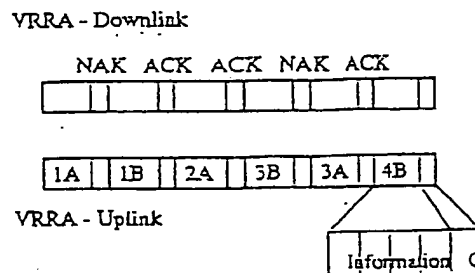 VRRA - Downlink
NAK ACK ACK NAK ACK
1A 1B 2A 3B 3A 4B
VRRA - Uplink
Information